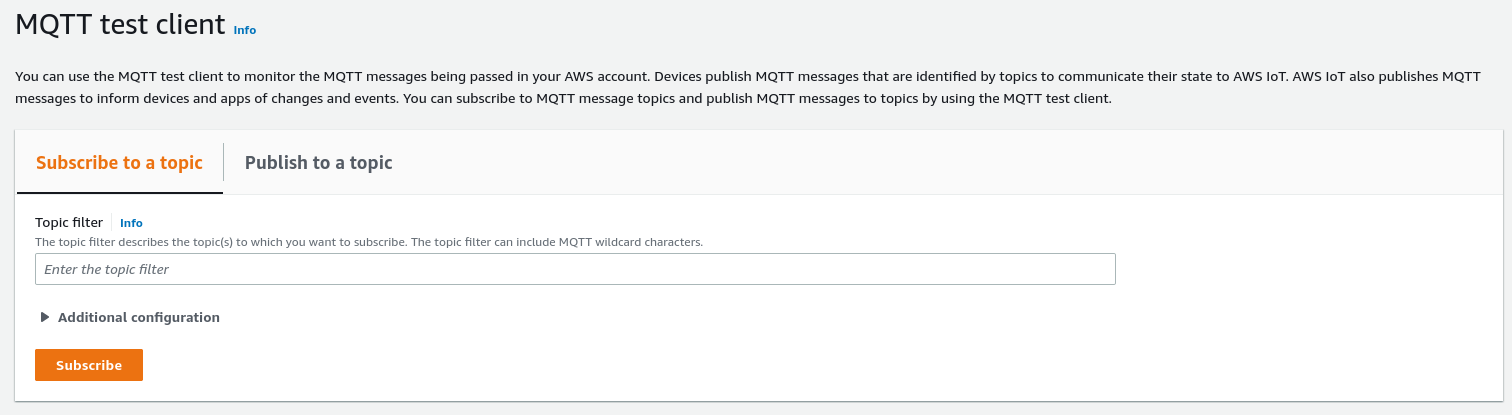 MQTT test client Info
You can use the MQTT test client to monitor the MQTT messages being passed in your AWS account. Devices publish MQTT messages that are identified by topics to communicate their state to AWS IoT. AWS IoT also publishes MQTT
messages to inform devices and apps of changes and events. You can subscribe to MQTT message topics and publish MQTT messages to topics by using the MQTT test client.
Subscribe to a topic Publish to a topic
Topic filter Info
The topic filter describes the topic(s) to which you want to subscribe. The topic filter can include MQTT wildcard characters.
Enter the topic filter
Additional configuration
Subscribe